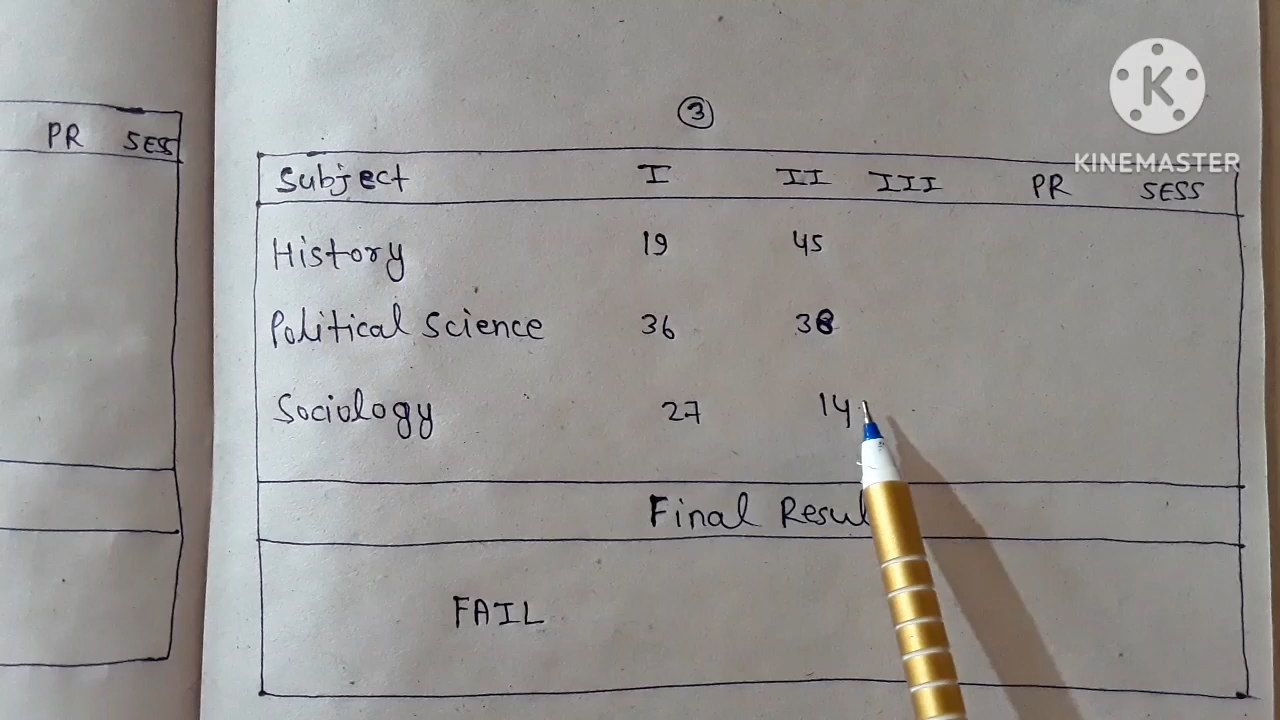 PR SESS
3
KINEMASTER
Subject I II III PR SESS
History 19 45
Political Science 36 38
Sociology 27 14
Final Resul
FAIL